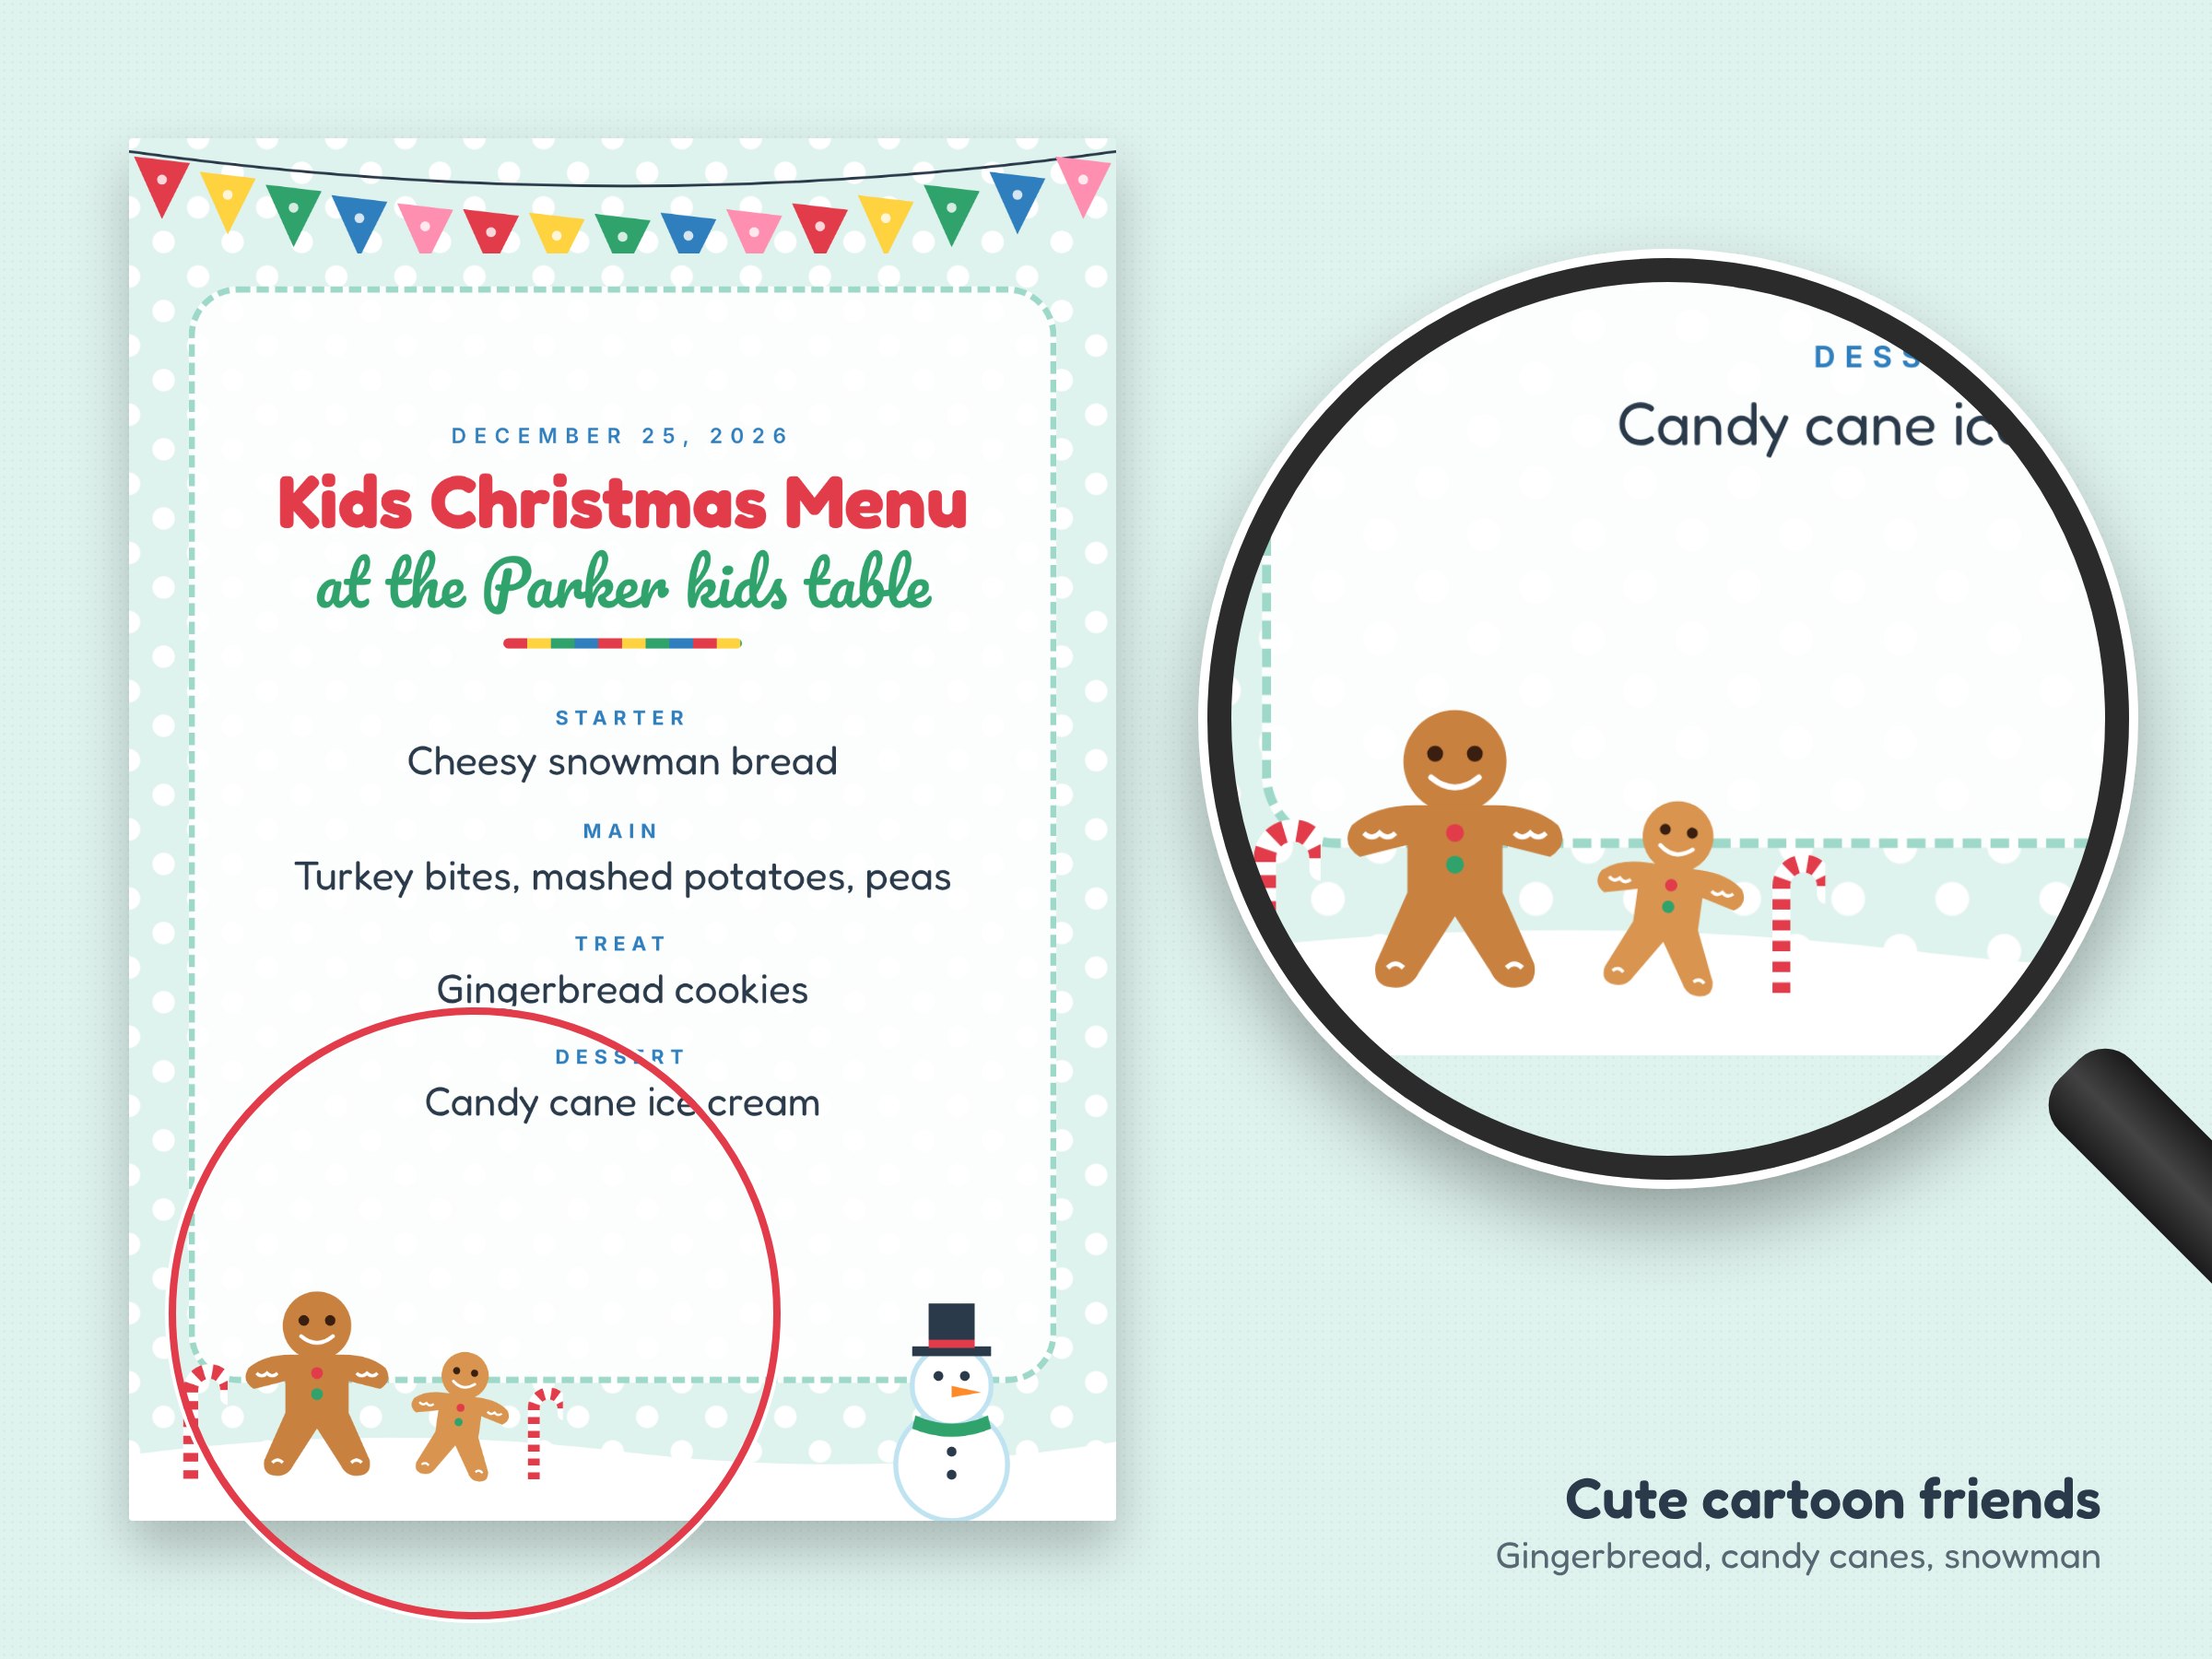 DECEMBER 25, 2026
Kids Christmas Menu
at the Parker kids table
STARTER
Cheesy snowman bread
MAIN
Turkey bites, mashed potatoes, peas
TREAT
Gingerbread cookies
DESSERT
Candy cane ice cream
DESS
Candy cane ice
Cute cartoon friends
Gingerbread, candy canes, snowman